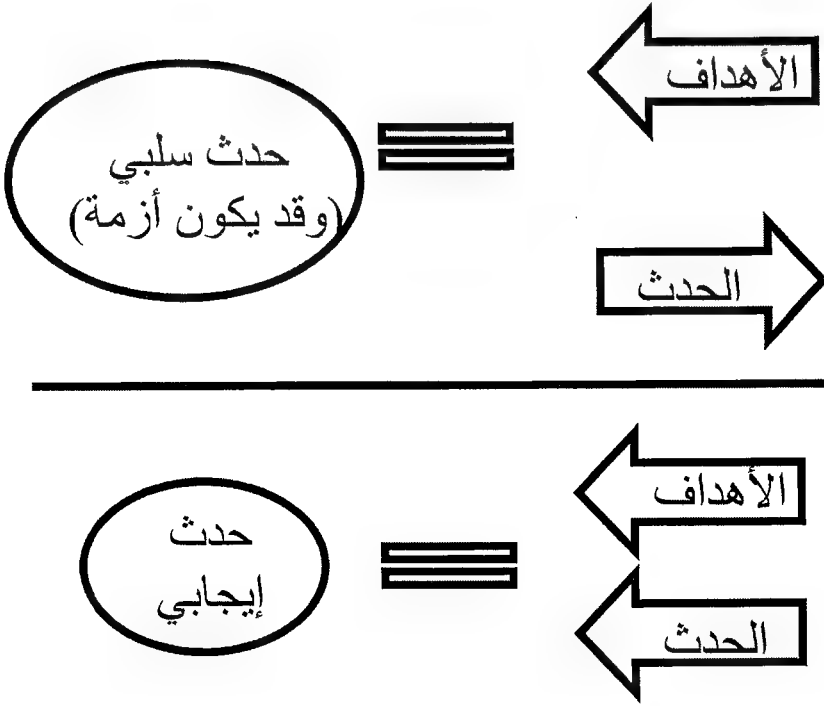 الأهداف
حدث سلبي
(وقد يكون أزمة)
الحدث
الأهداف
حدث
إيجابي
الحدث